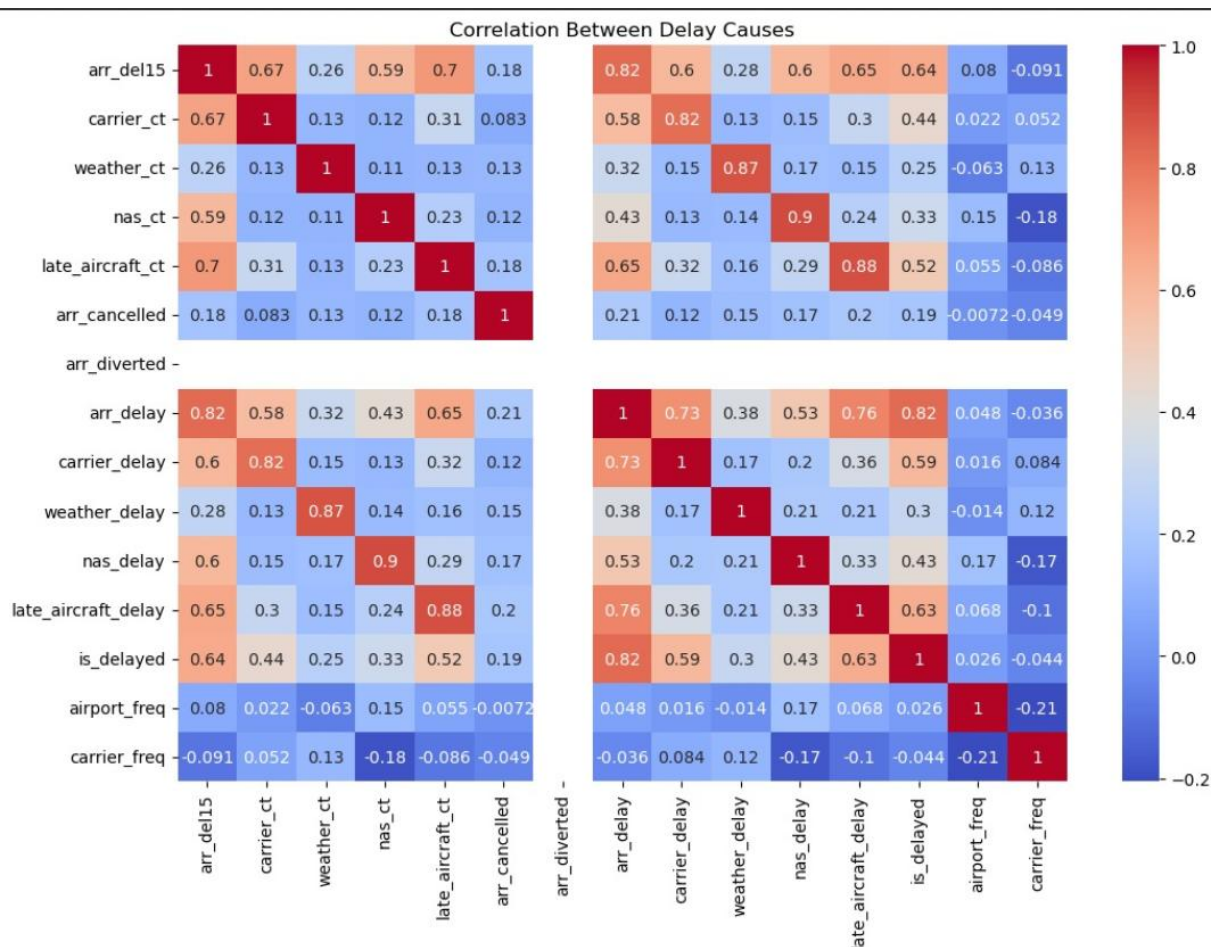 Correlation Between Delay Causes
arr_del15 1 0.67 0.26 0.59 0.7 0.18 0.82 0.6 0.28 0.6 0.65 0.64 0.08 -0.091
carrier_ct 0.67 1 0.13 0.12 0.31 0.083 0.58 0.82 0.13 0.15 0.3 0.44 0.022 0.052
weather_ct 0.26 0.13 1 0.11 0.13 0.13 0.32 0.15 0.87 0.17 0.15 0.25 -0.063 0.13
nas_ct 0.59 0.12 0.11 1 0.23 0.12 0.43 0.13 0.14 0.9 0.24 0.33 0.15 -0.18
late_aircraft_ct 0.7 0.31 0.13 0.23 1 0.18 0.65 0.32 0.16 0.29 0.88 0.52 0.055 -0.086
arr_cancelled 0.18 0.083 0.13 0.12 0.18 1 0.21 0.12 0.15 0.17 0.2 0.19 -0.0072 -0.049
arr_diverted
arr_delay 0.82 0.58 0.32 0.43 0.65 0.21 1 0.73 0.38 0.53 0.76 0.82 0.048 -0.036
carrier_delay 0.6 0.82 0.15 0.13 0.32 0.12 0.73 1 0.17 0.2 0.36 0.59 0.016 0.084
weather_delay 0.28 0.13 0.87 0.14 0.16 0.15 0.38 0.17 1 0.21 0.21 0.3 -0.014 0.12
nas_delay 0.6 0.15 0.17 0.9 0.29 0.17 0.53 0.2 0.21 1 0.33 0.43 0.17 -0.17
late_aircraft_delay 0.65 0.3 0.15 0.24 0.88 0.2 0.76 0.36 0.21 0.33 1 0.63 0.068 -0.1
is_delayed 0.64 0.44 0.25 0.33 0.52 0.19 0.82 0.59 0.3 0.43 0.63 1 0.026 -0.044
airport_freq 0.08 0.022 -0.063 0.15 0.055 -0.0072 0.048 0.016 -0.014 0.17 0.068 0.026 1 -0.21
carrier_freq -0.091 0.052 0.13 -0.18 -0.086 -0.049 -0.036 0.084 0.12 -0.17 -0.1 -0.044 -0.21 1
arr_del15
carrier_ct
weather_ct
nas_ct
late_aircraft_ct
arr_cancelled
arr_diverted
arr_delay
carrier_delay
weather_delay
nas_delay
ate_aircraft_delay
is_delayed
airport_freq
carrier_freq
1.0
0.8
0.6
0.4
0.2
0.0
-0.2